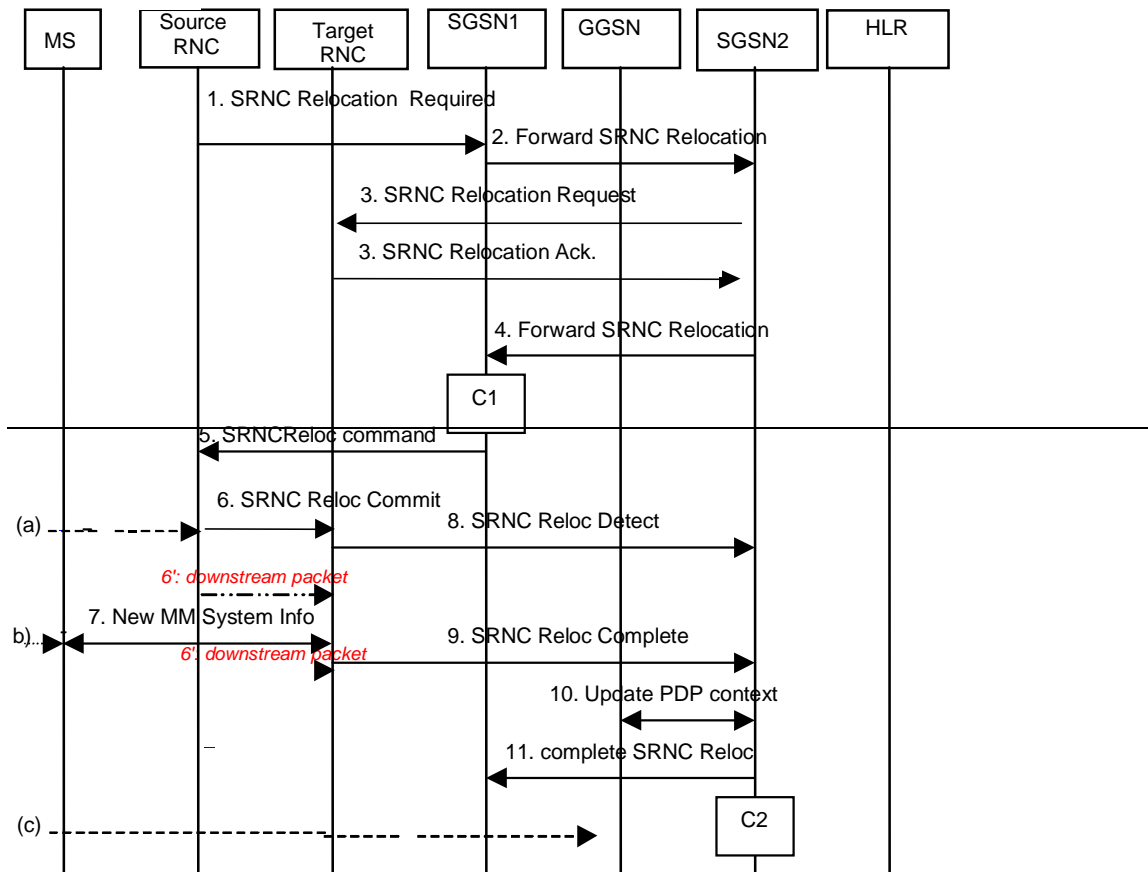 MS
Source
RNC
Target
RNC
SGSN1
GGSN
SGSN2
HLR
1. SRNC Relocation Required
2. Forward SRNC Relocation
3. SRNC Relocation Request
3. SRNC Relocation Ack.
4. Forward SRNC Relocation
C1
5. SRNCReloc command
6. SRNC Reloc Commit
(a)
8. SRNC Reloc Detect
6': downstream packet
7. New MM System Info
b)
9. SRNC Reloc Complete
6': downstream packet
10. Update PDP context
11. complete SRNC Reloc
C2
(c)